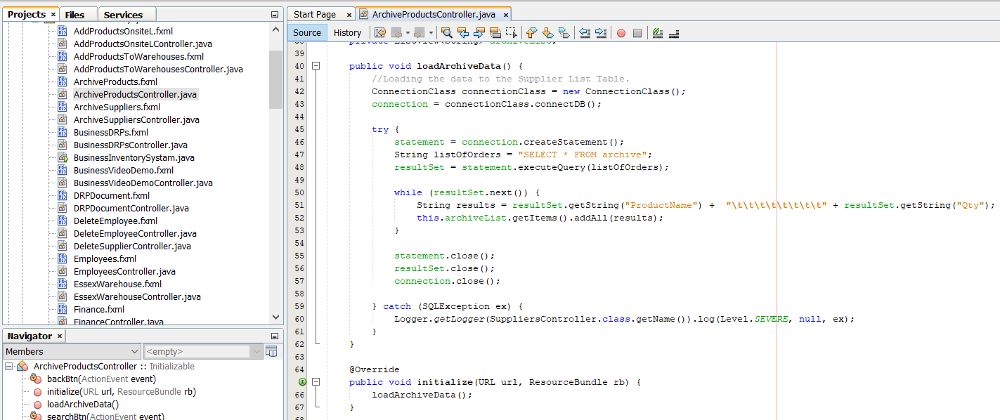 Projects ×
Files
Services
AddProductsOnsiteL.fxml
AddProductsOnsiteLController.java
AddProductsToWarehouses.fxml
AddProductsToWarehousesController.java
ArchiveProducts.fxml
ArchiveProductsController.java
ArchiveSuppliers.fxml
ArchiveSuppliersController.java
BusinessDRPs.fxml
BusinessDRPsController.java
BusinessInventorySystam.java
BusinessVideoDemo.fxml
BusinessVideoDemoController.java
DRPDocument.fxml
DRPDocumentController.java
DeleteEmployee.fxml
DeleteEmployeeController.java
DeleteSupplierController.java
Employees.fxml
EmployeesController.java
EssexWarehouse.fxml
EssexWarehouseController.java
Finance.fxml
FinanceController.java
Navigator ×
Members
<empty>
ArchiveProductsController :: Initializable
backBtn(ActionEvent event)
initialize(URL url, ResourceBundle rb)
loadArchiveData()
searchBtn(ActionEvent event)
Start Page ×
ArchiveProductsController.java ×
Source
History
38 private ListView<String> archiveList;
39
40 public void loadArchiveData() {
41 //Loading the data to the Supplier List Table.
42 ConnectionClass connectionClass = new ConnectionClass();
43 connection = connectionClass.connectDB();
44
45 try {
46 statement = connection.createStatement();
47 String listOfOrders = "SELECT * FROM archive";
48 resultSet = statement.executeQuery(listOfOrders);
49
50 while (resultSet.next()) {
51 String results = resultSet.getString("ProductName") +  "\t\t\t\t\t\t\t\t" + resultSet.getString("Qty");
52 this.archiveList.getItems().addAll(results);
53 }
54
55 statement.close();
56 resultSet.close();
57 connection.close();
58
59 } catch (SQLException ex) {
60 Logger.getLogger(SuppliersController.class.getName()).log(Level.SEVERE, null, ex);
61 }
62 }
63
64 @Override
public void initialize(URL url, ResourceBundle rb) {
66 loadArchiveData();
67 }
68